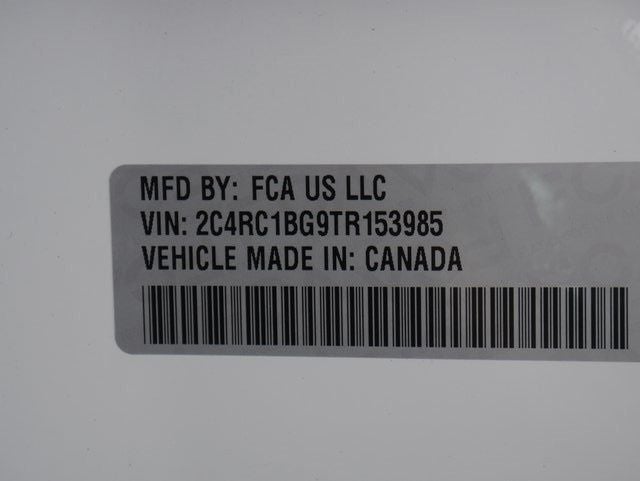 MFD BY: FCA US LLC
VIN: 2C4RC1BG9TR153985
VEHICLE MADE IN: CANADA